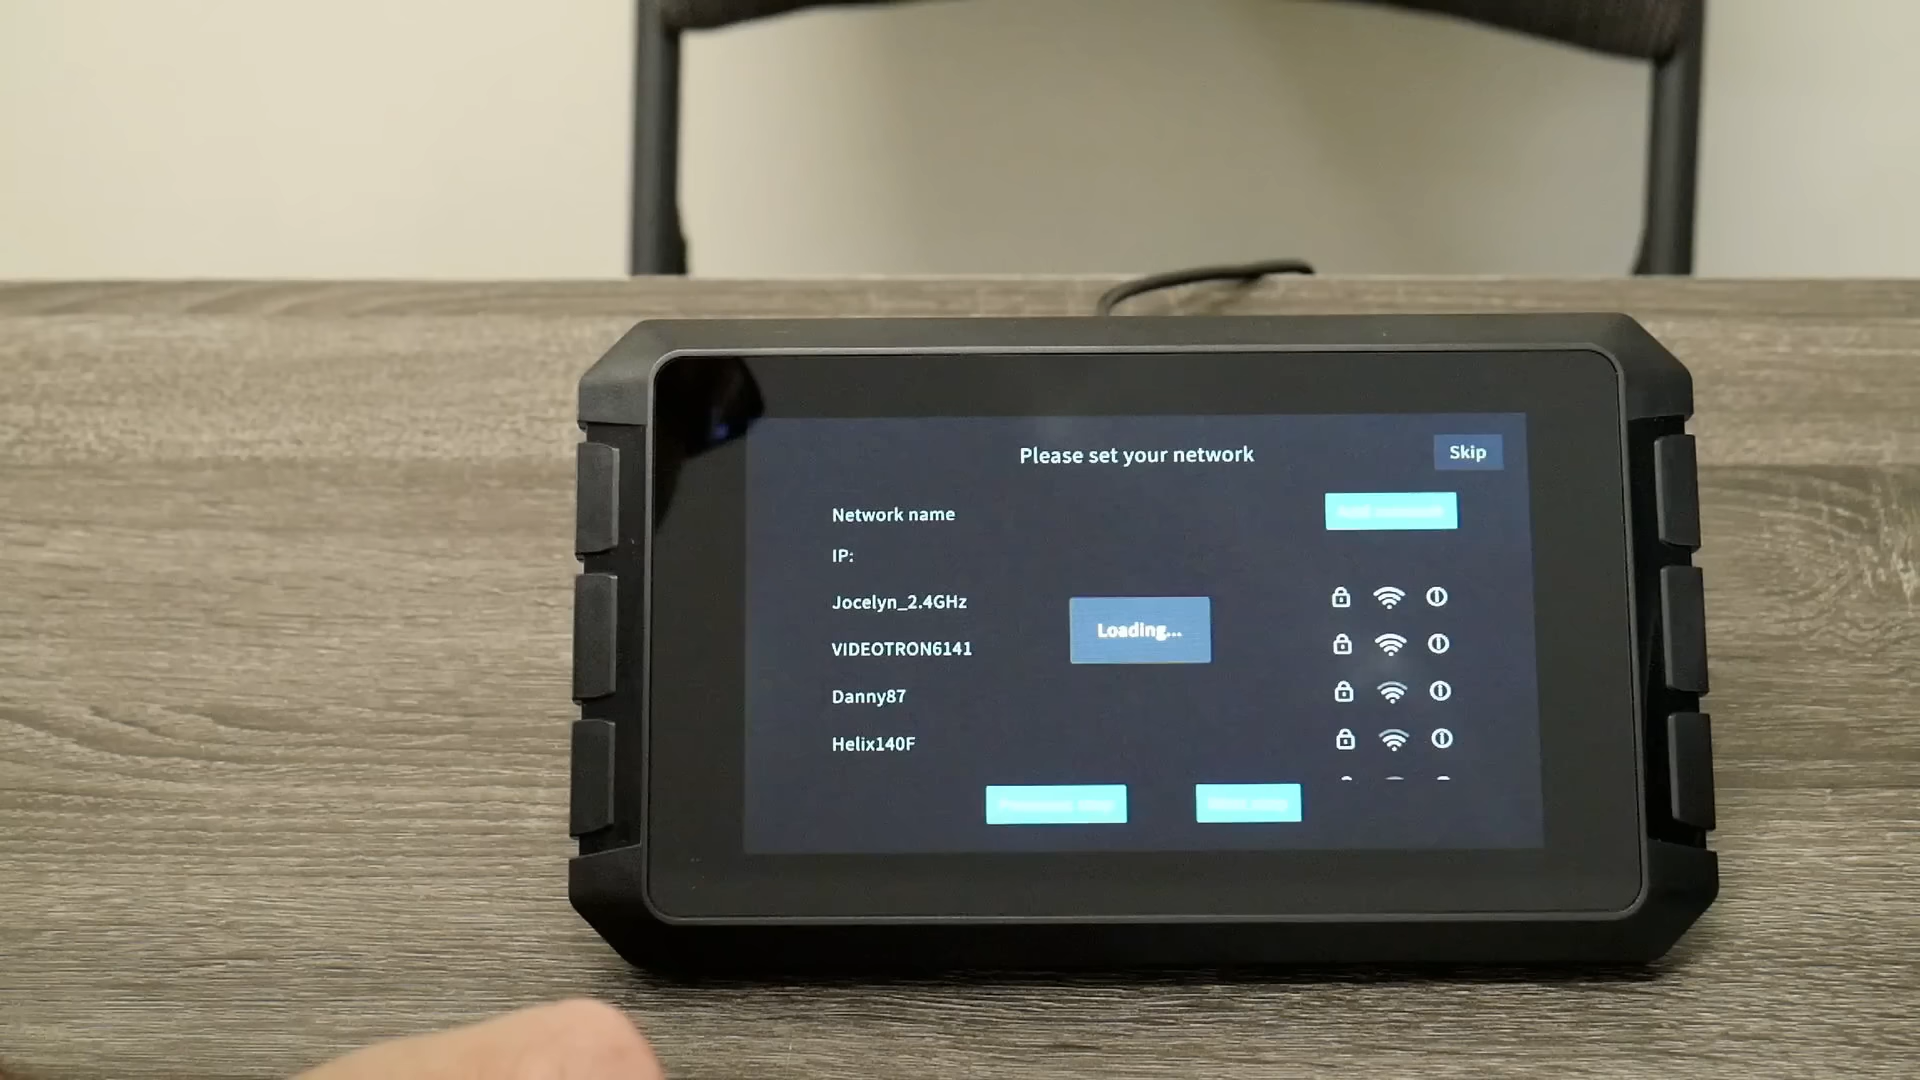 Please set your network
Skip
Network name
IP:
Jocelyn_2.4GHz
Loading...
VIDEOTRON6141
Danny87
Helix140F